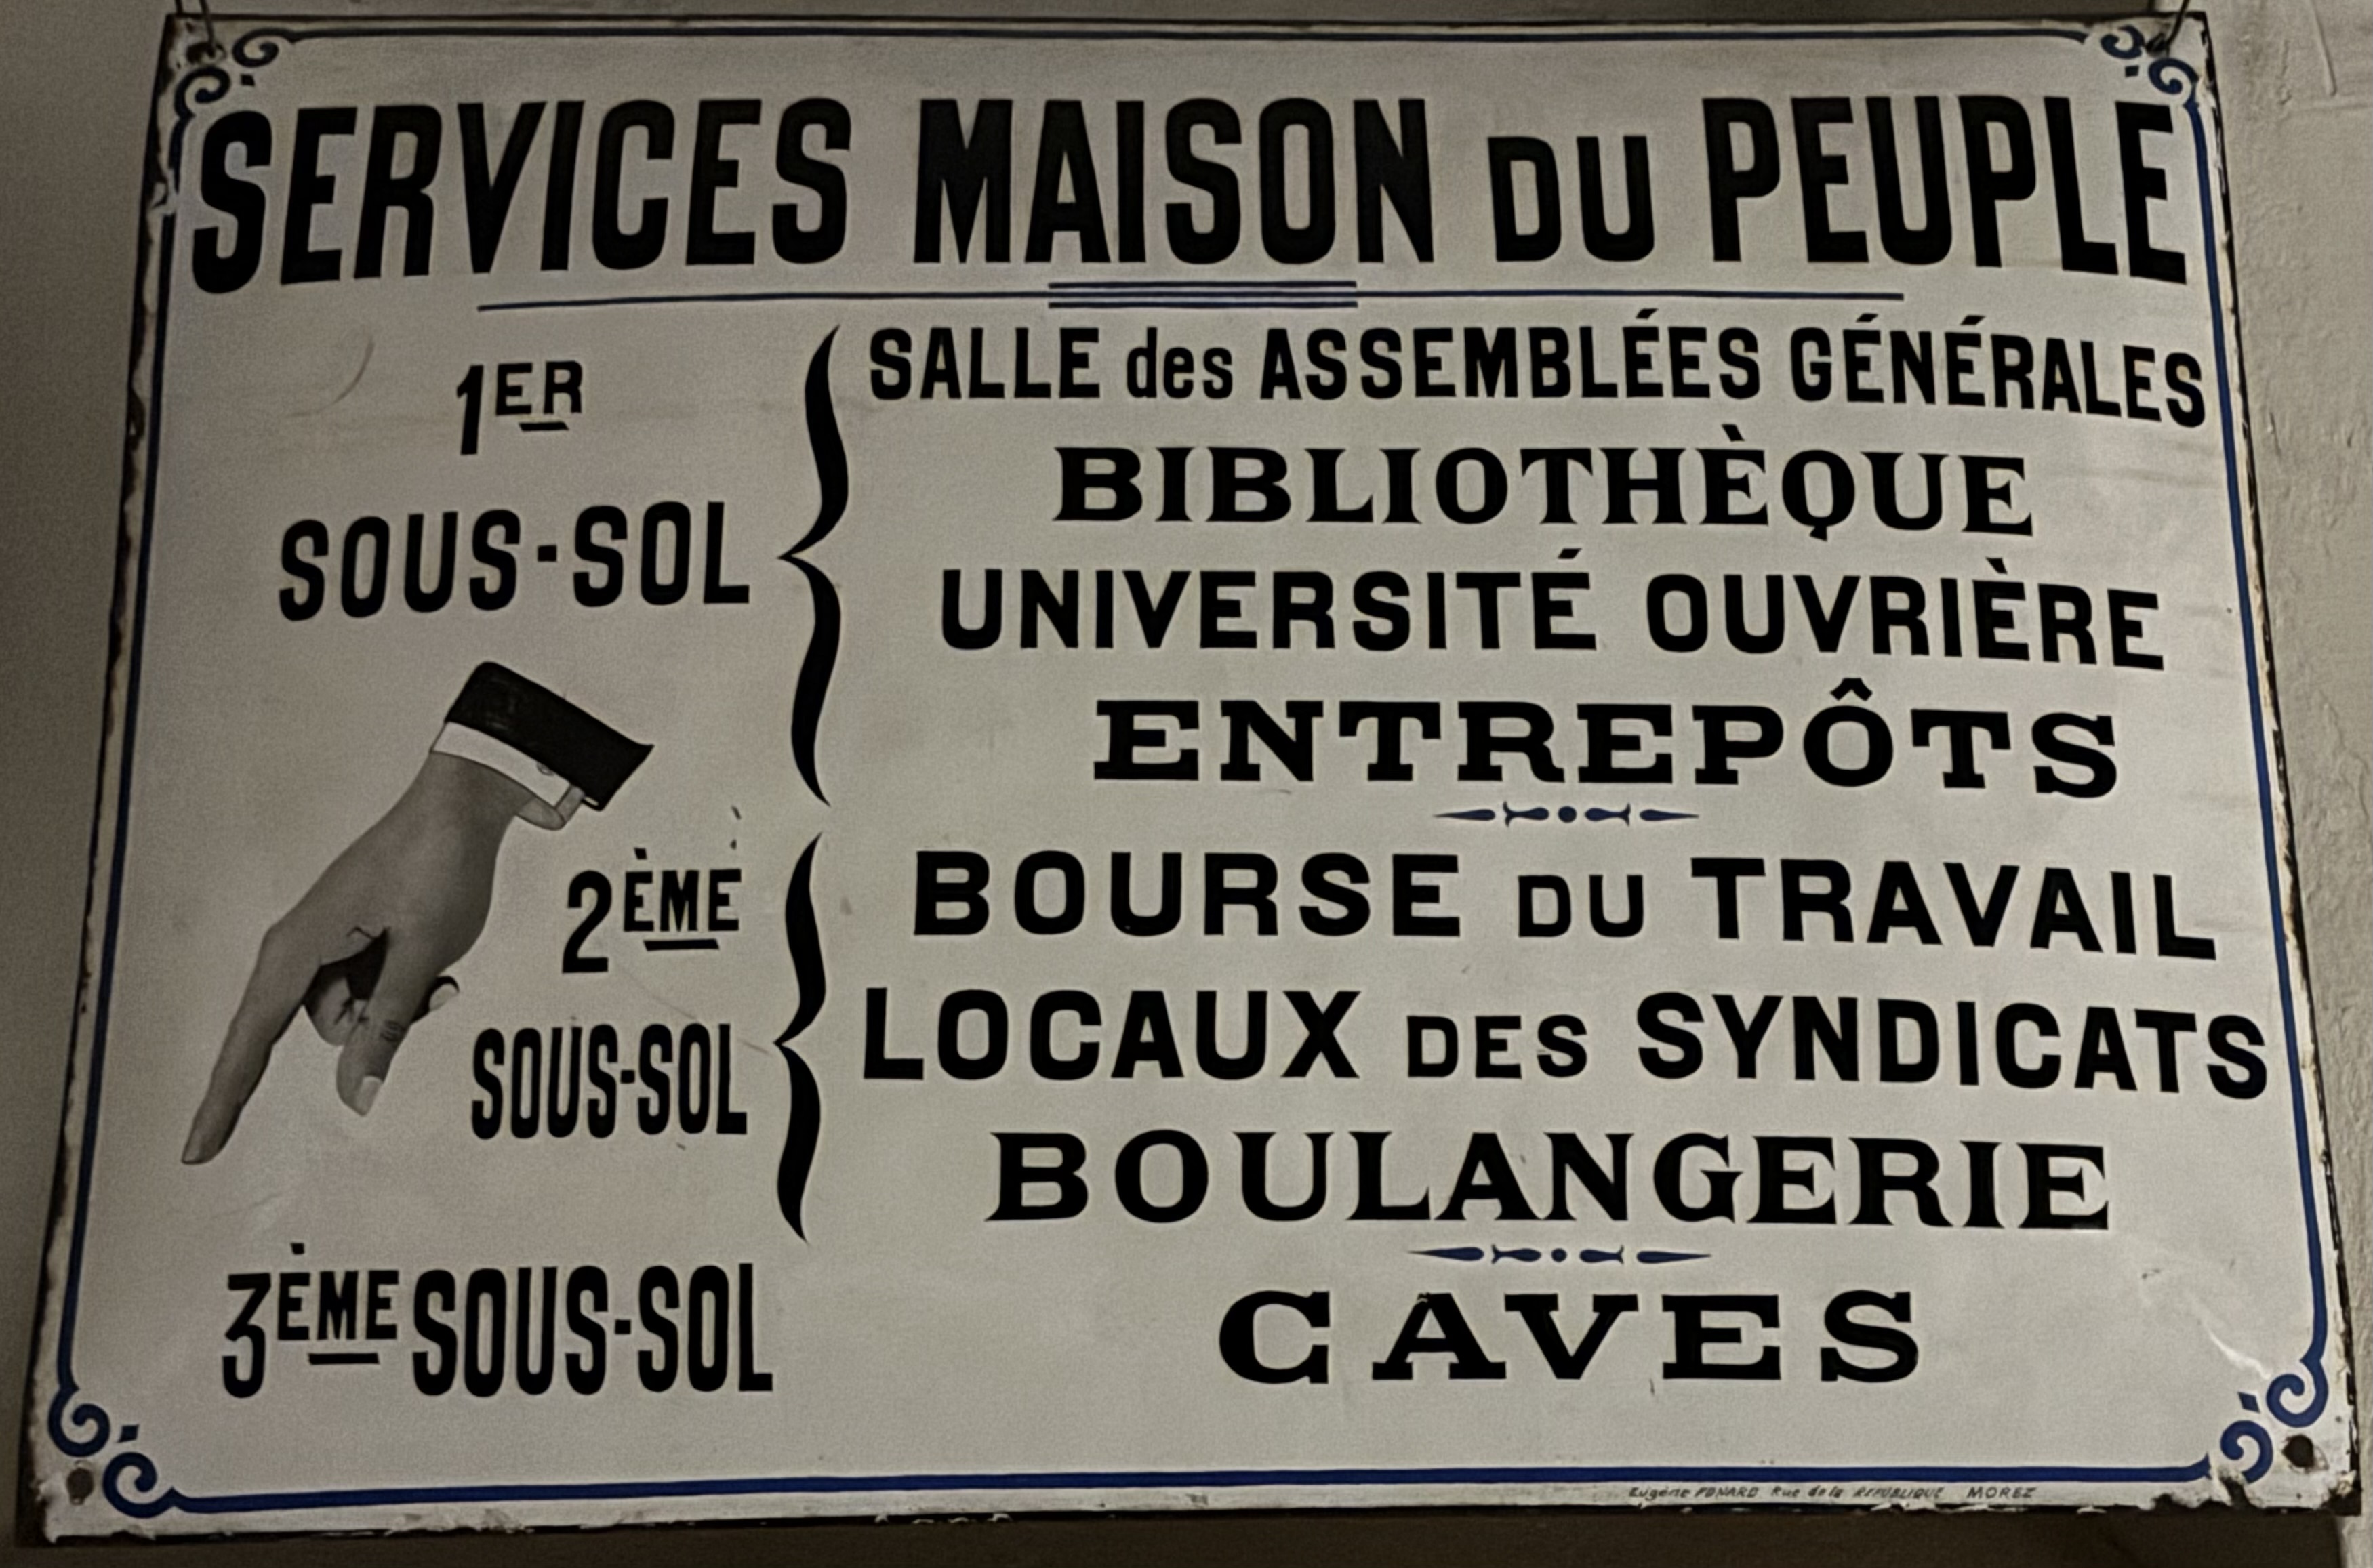 SERVICES MAISON DU PEUPLE
1ER
SOUS-SOL
SALLE des ASSEMBLÉES GÉNÉRALES
BIBLIOTHÈQUE
UNIVERSITÉ OUVRIÈRE
ENTREPÔTS
2ÈME
SOUS-SOL
BOURSE DU TRAVAIL
LOCAUX DES SYNDICATS
BOULANGERIE
3ÈME SOUS-SOL
CAVES
Eugène Rue de la REPUBLIQUE MOREZ